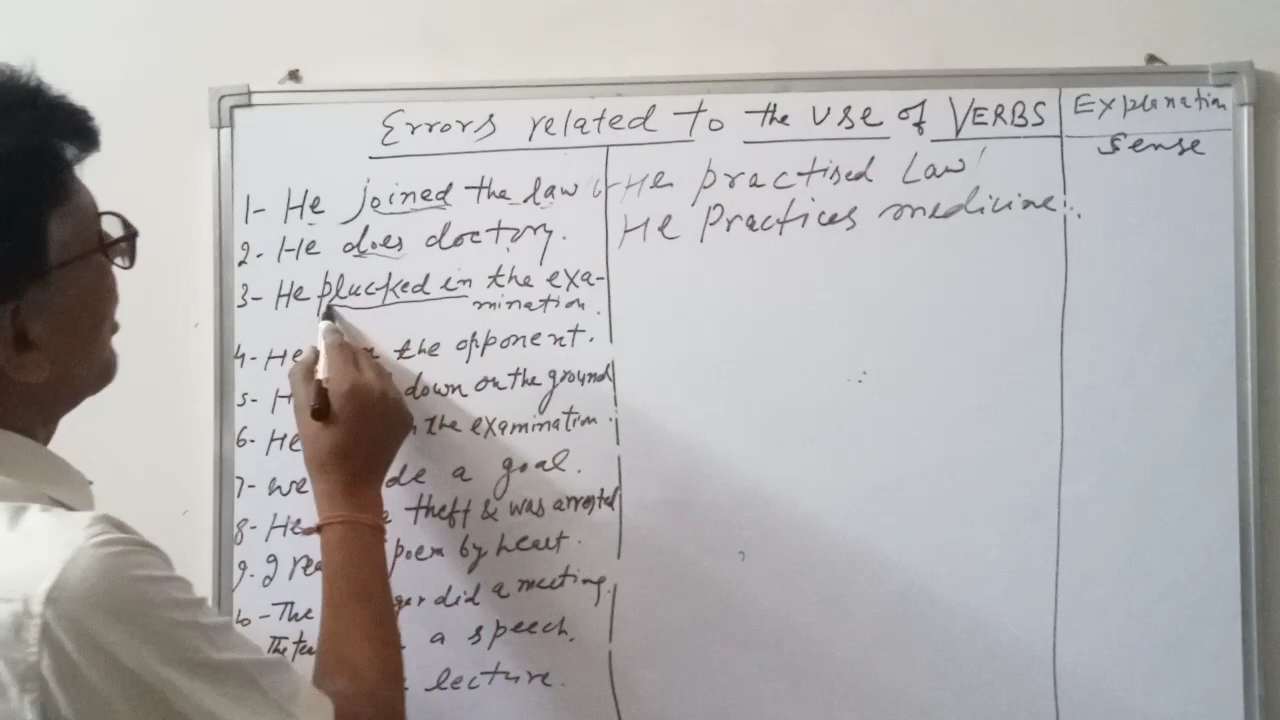 Errors related to the use of VERBS
Explanation
sense
1- He joined the law
He practised Law
2- He does doctory.
He Practices medicine.
3- He plucked in the exa-
mination.
4- He the opponent.
5- H down on the ground
6- He the examination.
7- we a goal.
8- He theft & was arrested
9- I poem by heart.
10- The did a meeting.
The a speech.
lecture.